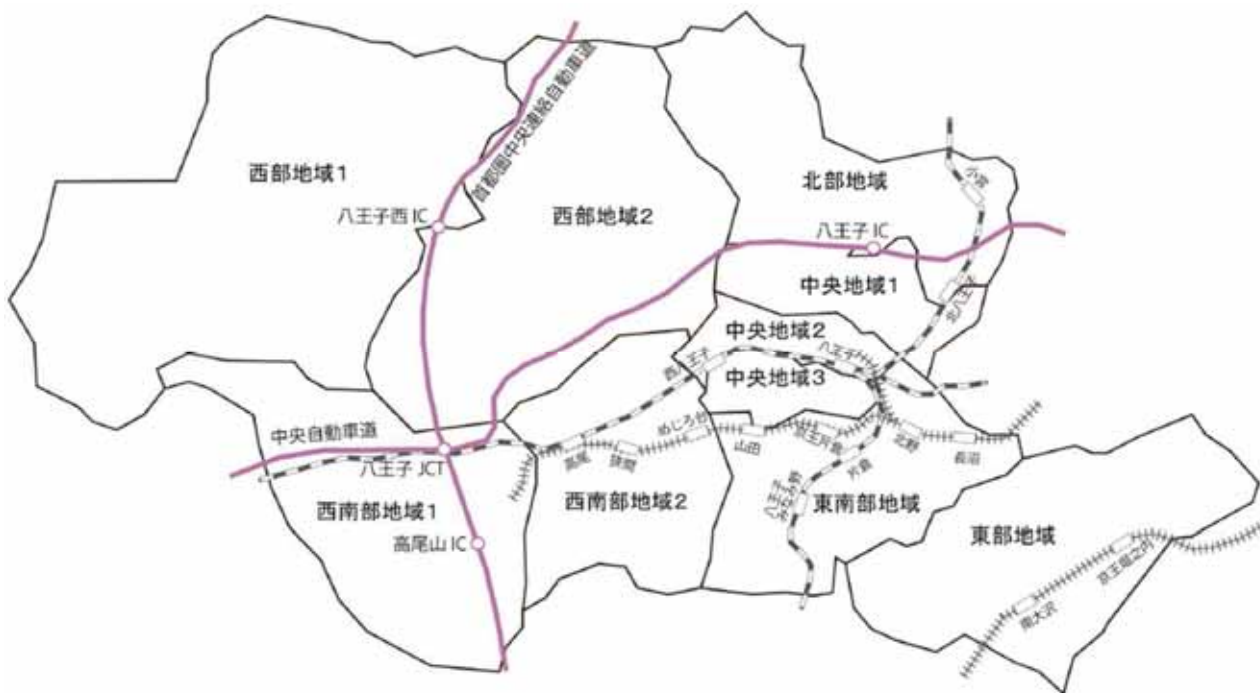 首都圏中央連絡自動車道
西部地域1
北部地域
小宮
八王子西 IC
西部地域2
八王子 IC
中央地域1
北八王子
中央地域2
八王子
西八王子
中央地域3
中央自動車道
めじろ台
山田
京王片倉
北野
長沼
高尾
狭間
片倉
八王子 JCT
八王子
みなみ野
西南部地域1
西南部地域2
東南部地域
高尾山 IC
東部地域
京王堀之内
南大沢